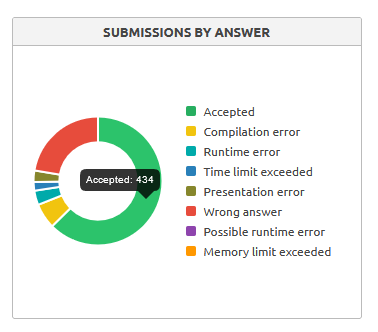 SUBMISSIONS BY ANSWER
Accepted
Compilation error
Runtime error
Time limit exceeded
Presentation error
Wrong answer
Possible runtime error
Memory limit exceeded
Accepted: 434